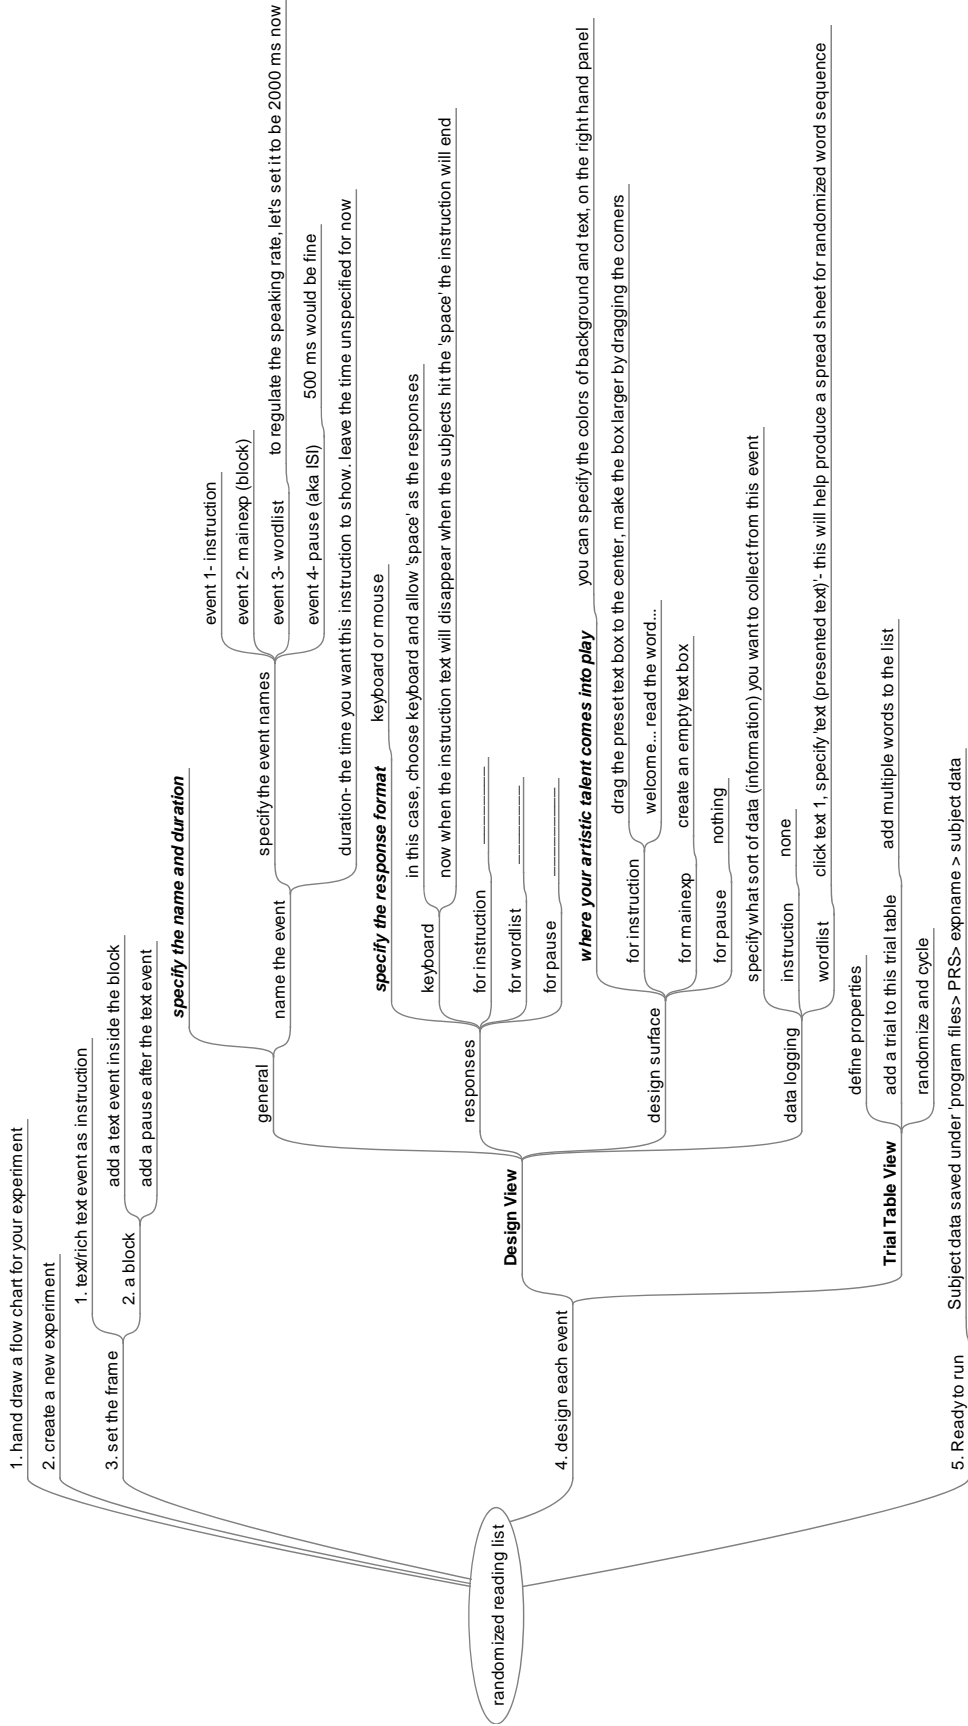 randomized reading list
1. hand draw a flow chart for your experiment
2. create a new experiment
3. set the frame
1. text/rich text event as instruction
2. a block
add a text event inside the block
add a pause after the text event
4. design each event
Design View
general
specify the name and duration
name the event
specify the event names
event 1- instruction
event 2- mainexp (block)
event 3- wordlist
to regulate the speaking rate, let's set it to be 2000 ms now
event 4- pause (aka ISI)
500 ms would be fine
duration- the time you want this instruction to show. leave the time unspecified for now
responses
specify the response format
keyboard or mouse
keyboard
in this case, choose keyboard and allow 'space' as the responses
now when the instruction text will disappear when the subjects hit the 'space' the instruction will end
for instruction
___________
for wordlist
___________
for pause
____________
design surface
where your artistic talent comes into play
you can specify the colors of background and text, on the right hand panel
for instruction
drag the preset text box to the center, make the box larger by dragging the corners
welcome... read the word...
for mainexp
create an empty text box
for pause
nothing
data logging
specify what sort of data (information) you want to collect from this event
instruction
none
wordlist
click text 1, specify 'text (presented text)'- this will help produce a spread sheet for randomized word sequence
Trial Table View
define properties
add a trial to this trial table
add multiple words to the list
randomize and cycle
5. Ready to run
Subject data saved under 'program files> PRS> expname > subject data